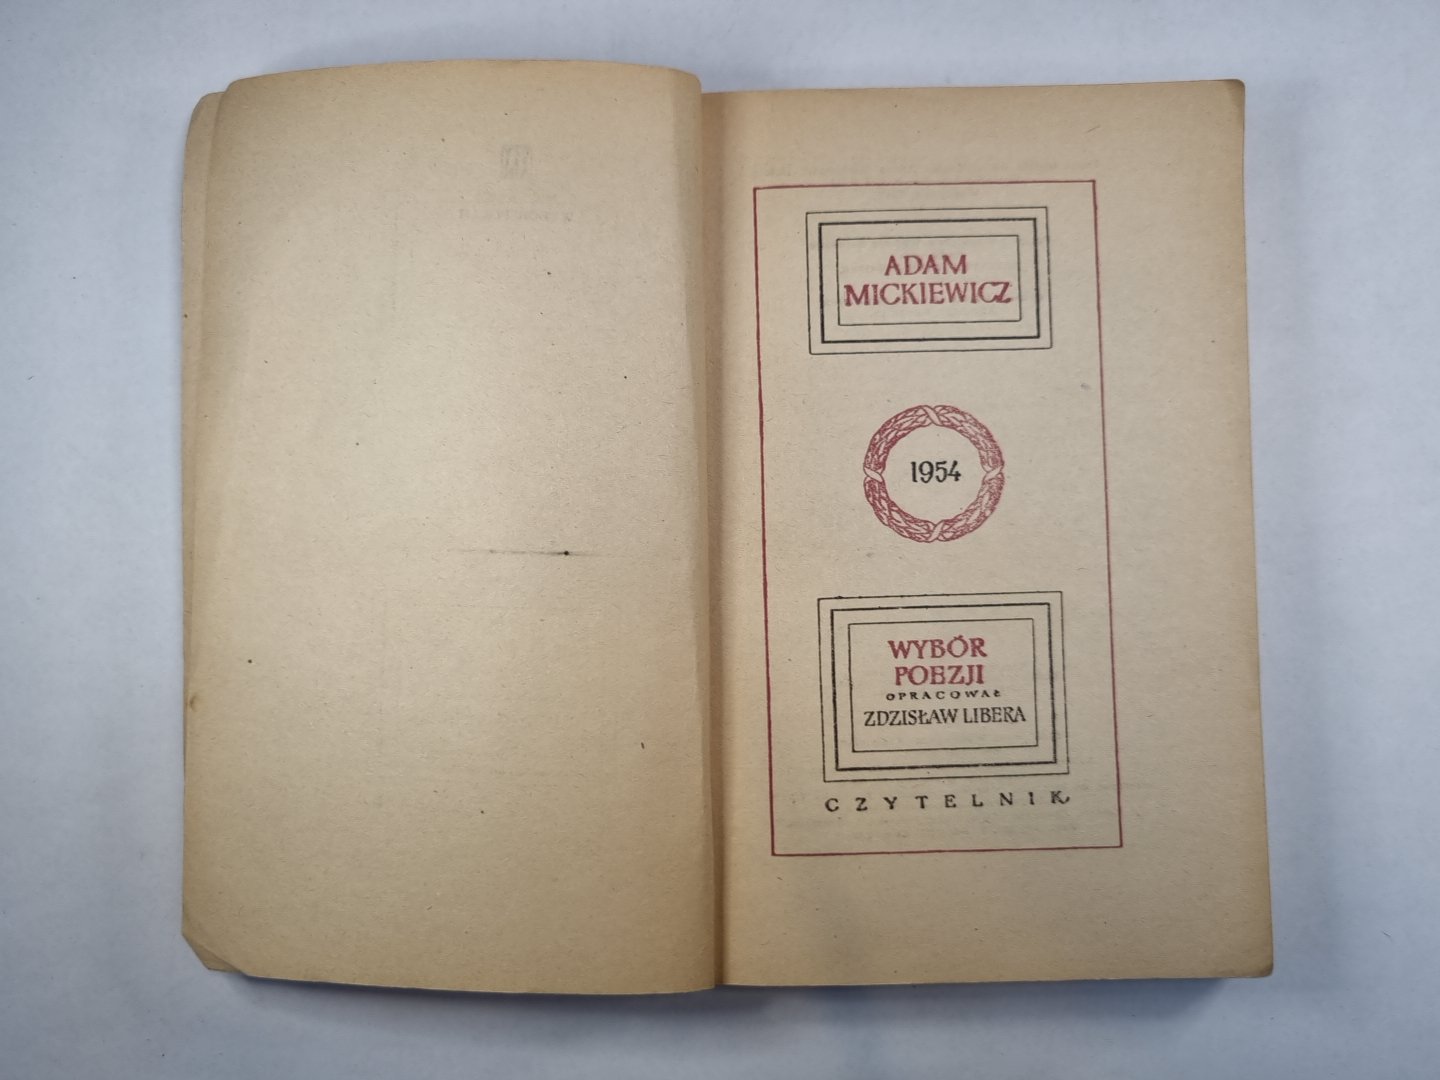 ADAM
MICKIEWICZ
1954
WYBÓR
POEZJI
OPRACOWAŁ
ZDZISŁAW LIBERA
CZYTELNIK